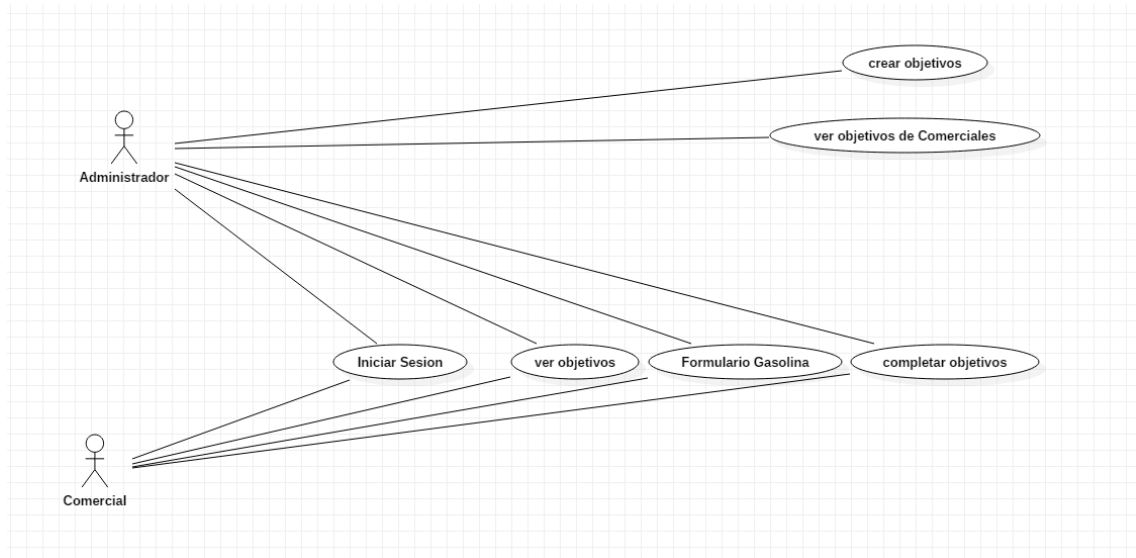 crear objetivos
ver objetivos de Comerciales
Administrador
Iniciar Sesion
ver objetivos
Formulario Gasolina
completar objetivos
Comercial